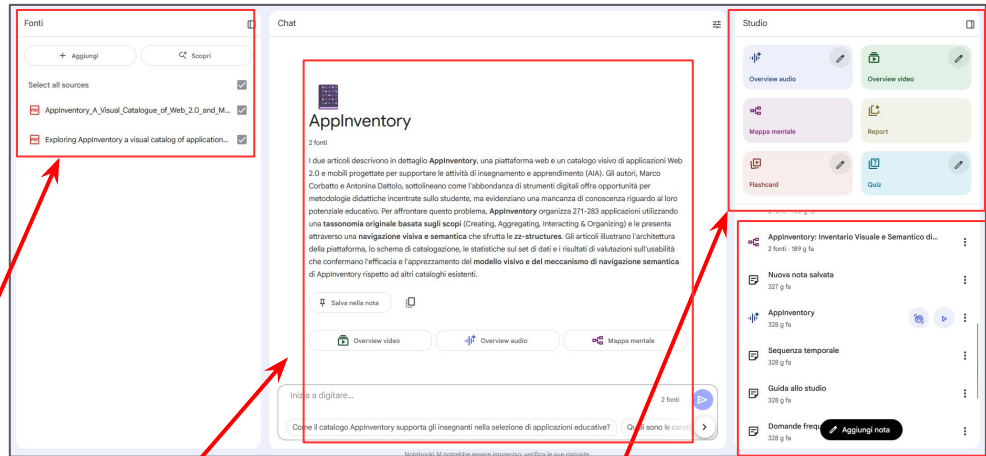 Fonti
+ Aggiungi
Scopri
Select all sources
PDF AppInventory_A_Visual_Catalogue_of_Web_2.0_and_M...
PDF Exploring AppInventory a visual catalog of application...
Chat
AppInventory
2 fonti
I due articoli descrivono in dettaglio AppInventory, una piattaforma web e un catalogo visivo di applicazioni Web
2.0 e mobili progettate per supportare le attività di insegnamento e apprendimento (AIA). Gli autori, Marco
Corbatto e Antonina Dattolo, sottolineano come l'abbondanza di strumenti digitali offra opportunità per
metodologie didattiche incentrate sullo studente, ma evidenziano una mancanza di conoscenza riguardo al loro
potenziale educativo. Per affrontare questo problema, AppInventory organizza 271-283 applicazioni utilizzando
una tassonomia originale basata sugli scopi (Creating, Aggregating, Interacting & Organizing) e le presenta
attraverso una navigazione visiva e semantica che sfrutta le zz-structures. Gli articoli illustrano l'architettura
della piattaforma, lo schema di catalogazione, le statistiche sul set di dati e i risultati di valutazioni sull'usabilità
che confermano l'efficacia e l'apprezzamento del modello visivo e del meccanismo di navigazione semantica
di AppInventory rispetto ad altri cataloghi esistenti.
Salva nella nota
Overview video
Overview audio
Mappa mentale
Inizia a digitare...
2 fonti
Come il catalogo AppInventory supporta gli insegnanti nella selezione di applicazioni educative?
Quali sono le caratt
NotebookLM potrebbe essere impreciso; verifica le sue risposte.
Studio
Overview audio
Overview video
Mappa mentale
Report
Flashcard
Quiz
AppInventory: Inventario Visuale e Semantico di...
2 fonti · 189 g fa
Nuova nota salvata
327 g fa
AppInventory
328 g fa
Sequenza temporale
328 g fa
Guida allo studio
328 g fa
Domande frequ
328 g fa
Aggiungi nota